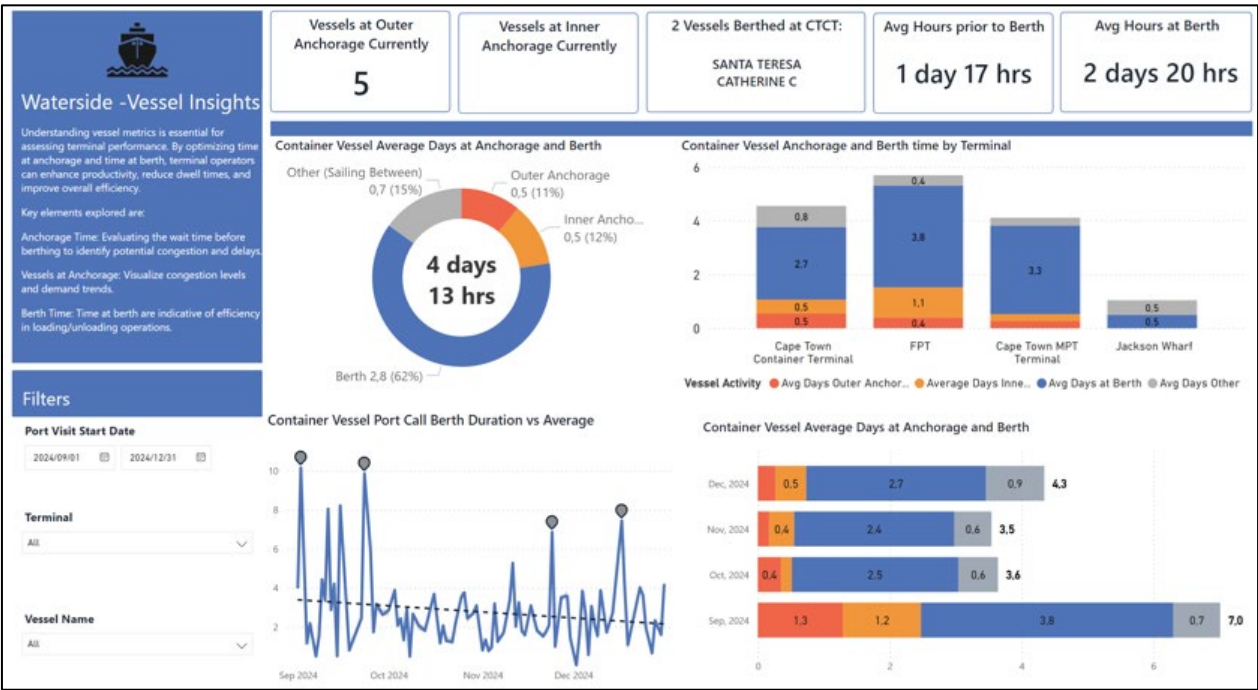 Waterside -Vessel Insights
Understanding vessel metrics is essential for
assessing terminal performance. By optimizing time
at anchorage and time at berth, terminal operators
can enhance productivity, reduce dwell times, and
improve overall efficiency.
Key elements explored are:
Anchorage Time: Evaluating the wait time before
berthing to identify potential congestion and delays.
Vessels at Anchorage: Visualize congestion levels
and demand trends.
Berth Time: Time at berth are indicative of efficiency
in loading/unloading operations.
Filters
Port Visit Start Date
2024/09/01
2024/12/31
Terminal
All
Vessel Name
All
Vessels at Outer
Anchorage Currently
5
Vessels at Inner
Anchorage Currently
2 Vessels Berthed at CTCT:
SANTA TERESA
CATHERINE C
Avg Hours prior to Berth
1 day 17 hrs
Avg Hours at Berth
2 days 20 hrs
Container Vessel Average Days at Anchorage and Berth
Other (Sailing Between)
0,7 (15%)
Outer Anchorage
0,5 (11%)
Inner Ancho...
0,5 (12%)
4 days
13 hrs
Berth 2,8 (62%)
Container Vessel Anchorage and Berth time by Terminal
6
4
2
0
0.8
2.7
0.5
0.5
0.4
3.8
1.1
0.4
3.3
0.5
0.5
Cape Town
Container Terminal
FPT
Cape Town MPT
Terminal
Jackson Wharf
Vessel Activity
Avg Days Outer Anchor...
Average Days Inne...
Avg Days at Berth
Avg Days Other
Container Vessel Port Call Berth Duration vs Average
10
8
6
4
2
Sep 2024
Oct 2024
Nov 2024
Dec 2024
Container Vessel Average Days at Anchorage and Berth
Dec, 2024
0.5
2.7
0.9
4,3
Nov, 2024
0.4
2.4
0.6
3,5
Oct, 2024
0.4
2.5
0.6
3,6
Sep, 2024
1.3
1.2
3.8
0.7
7,0
0
2
4
6